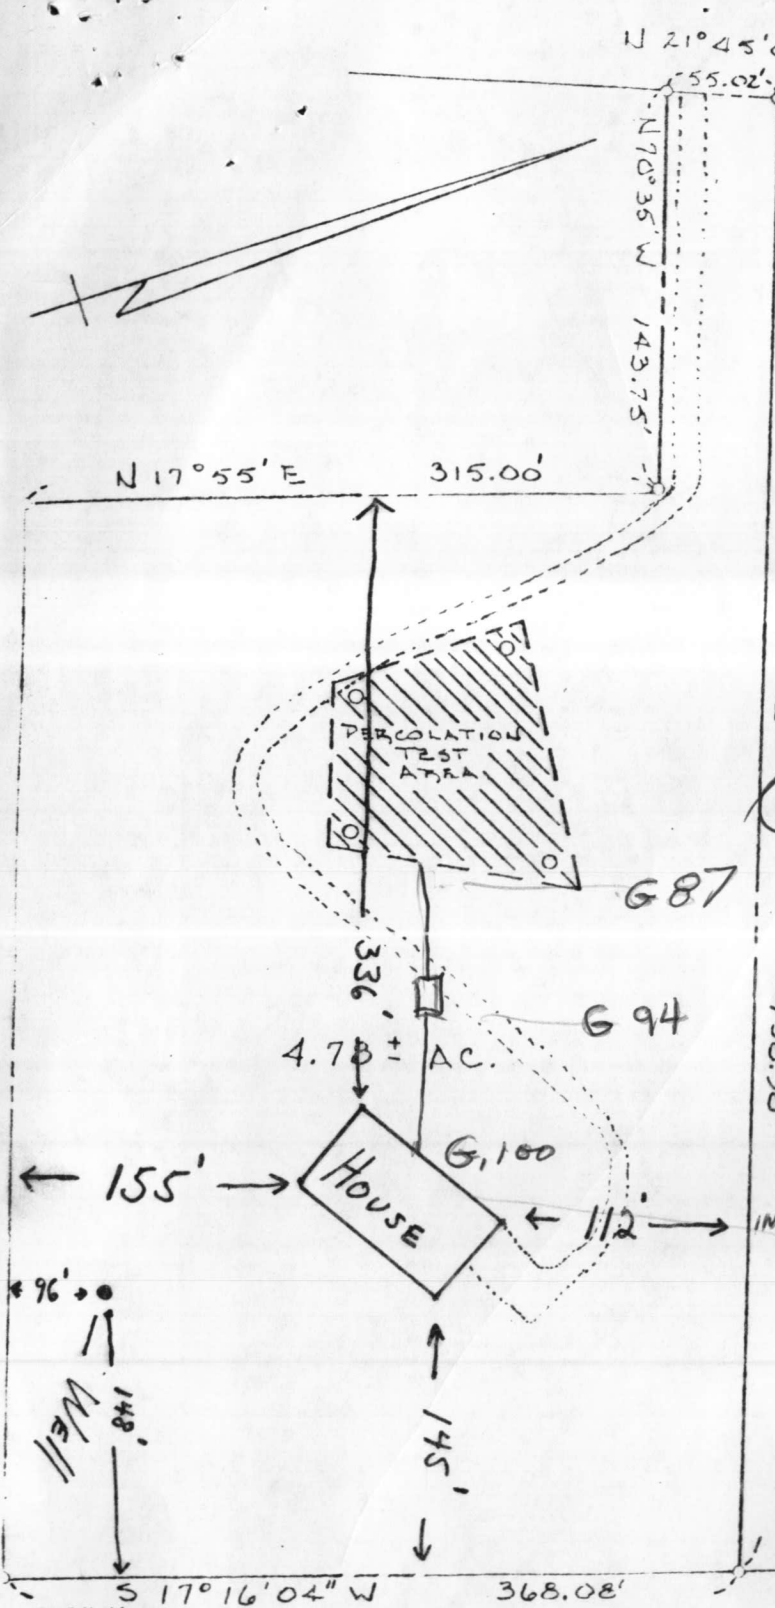 N 21°45'
55.02'
N 70°35' W 143.75'
N 17°55' E 315.00'
PERCOLATION
TEST
AREA
G 87
336'
G 94
4.78 ± AC.
G, 100
155'
HOUSE
112'
96'
Well
148'
145'
S 17°16'04" W 368.08'